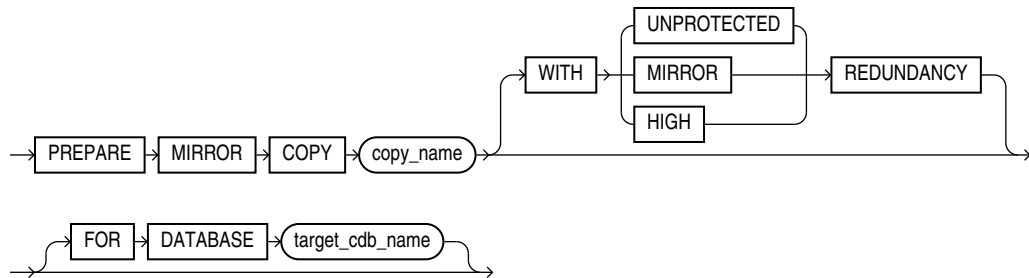 UNPROTECTED
WITH MIRROR REDUNDANCY
HIGH
PREPARE MIRROR COPY copy_name
FOR DATABASE target_cdb_name